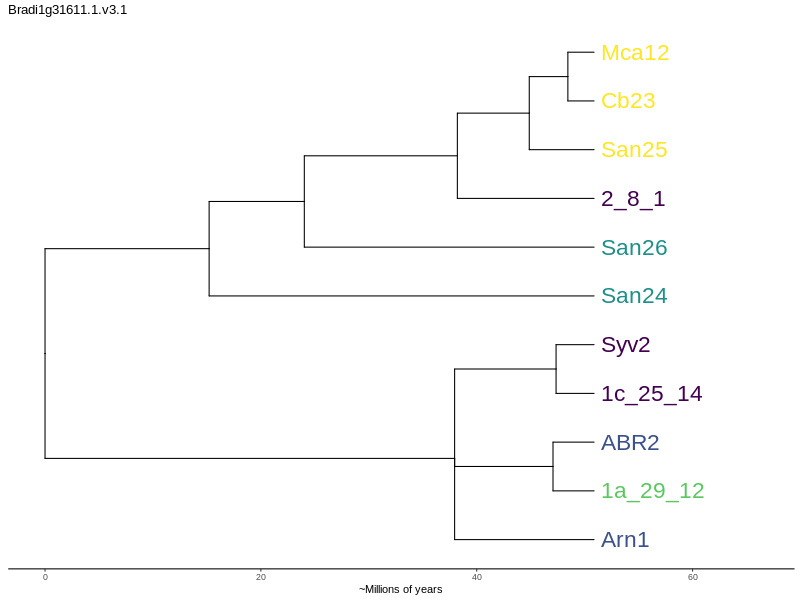 Bradi1g31611.1.v3.1
Mca12
Cb23
San25
2_8_1
San26
San24
Syv2
1c_25_14
ABR2
1a_29_12
Arn1
0 20 40 60
~Millions of years